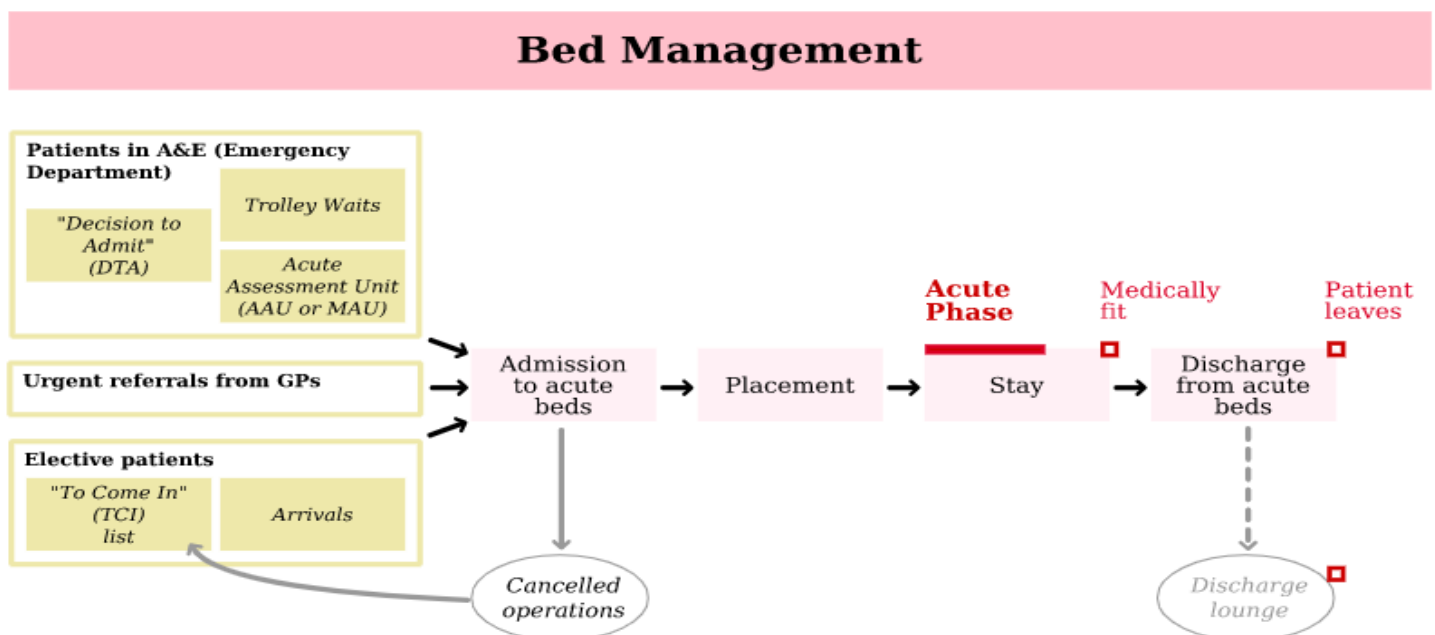 Bed Management
Patients in A&E (Emergency
Department)
"Decision to
Admit"
(DTA)
Trolley Waits
Acute
Assessment Unit
(AAU or MAU)
Urgent referrals from GPs
Elective patients
"To Come In"
(TCI)
list
Arrivals
Admission
to acute
beds
Placement
Acute
Phase
Stay
Medically
fit
Discharge
from acute
beds
Patient
leaves
Cancelled
operations
Discharge
lounge